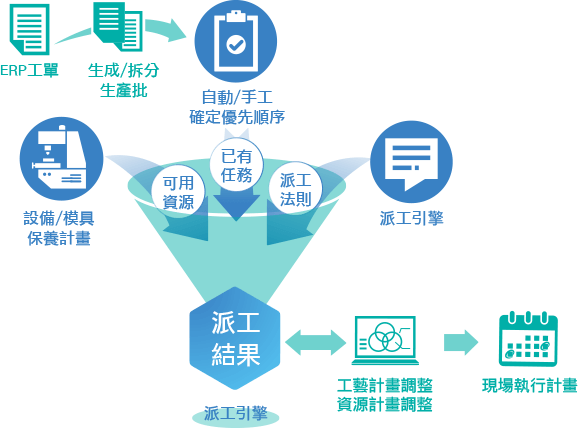 ERP工單
生成/拆分
生產批
自動/手工
確定優先順序
設備/模具
保養計畫
可用
資源
已有
任務
派工
法則
派工引擎
派工
結果
派工引擎
工藝計畫調整
資源計畫調整
現場執行計畫